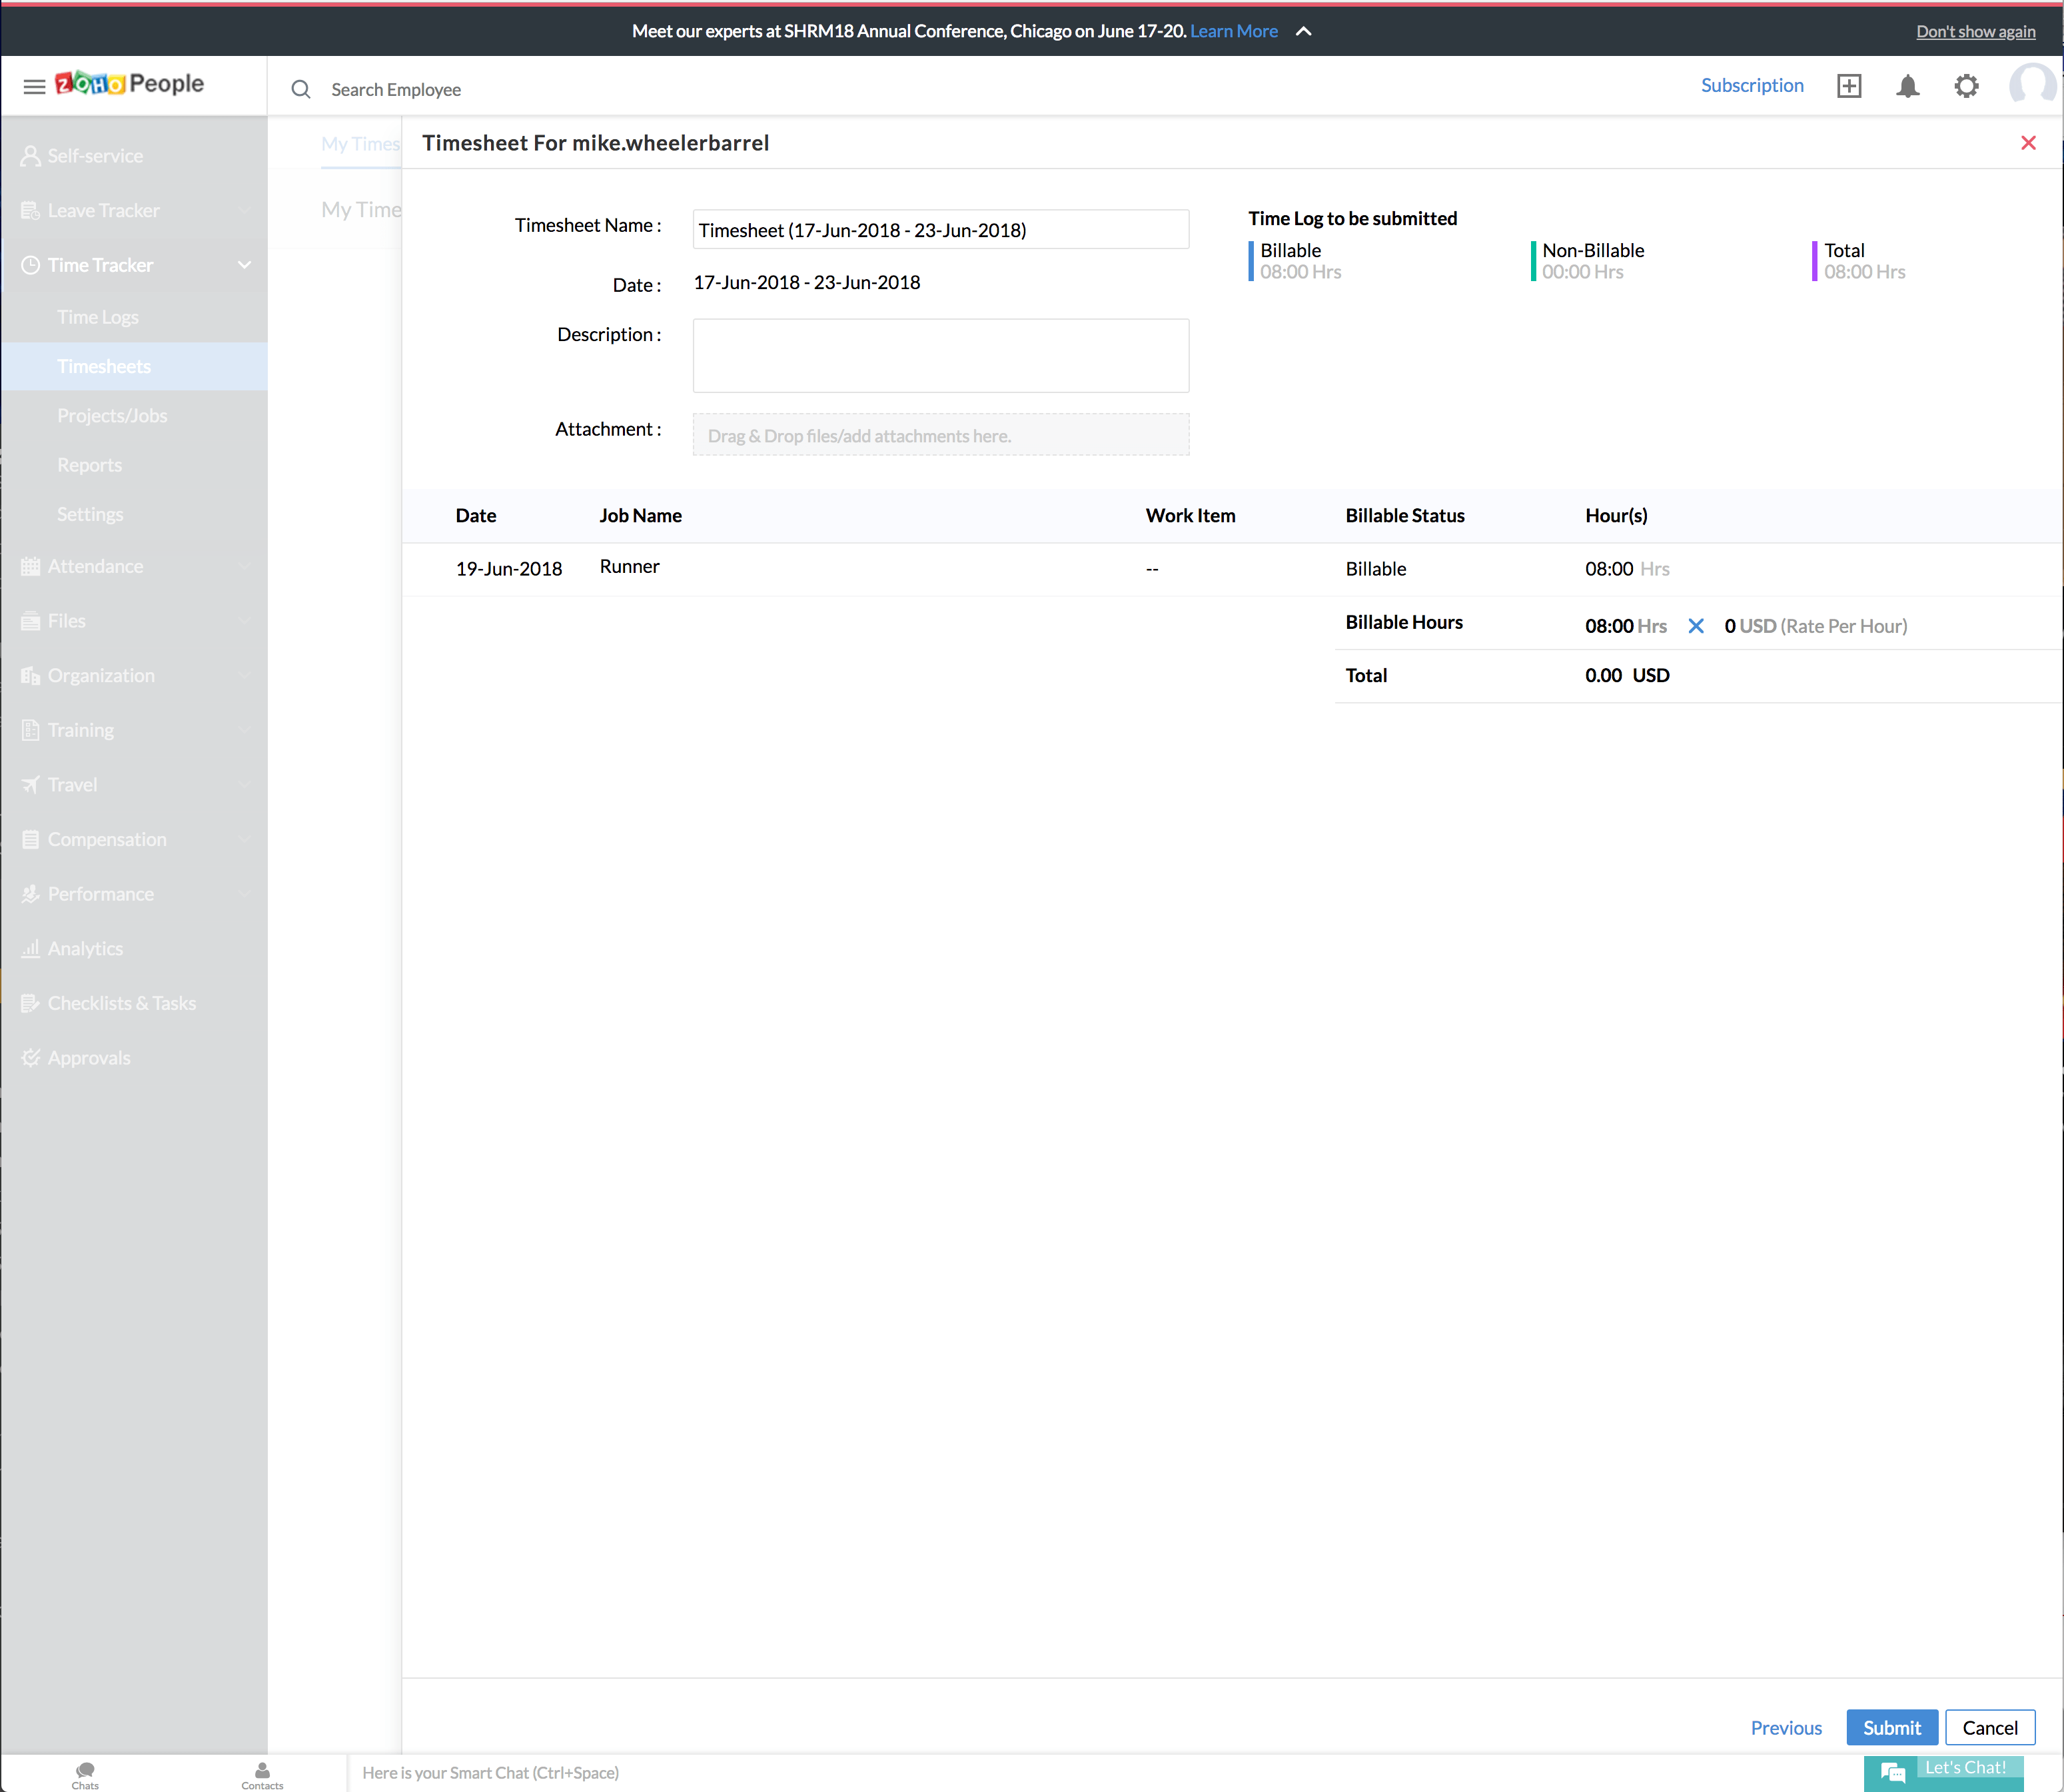 Meet our experts at SHRM18 Annual Conference, Chicago on June 17-20. Learn More
Don't show again
ZOHO People
Search Employee
Subscription
Self-service
Leave Tracker
Time Tracker
Time Logs
Timesheets
Projects/Jobs
Reports
Settings
Attendance
Files
Organization
Training
Travel
Compensation
Performance
Analytics
Checklists & Tasks
Approvals
My Times
My Time
Timesheet For mike.wheelerbarrel
Timesheet Name :
Timesheet (17-Jun-2018 - 23-Jun-2018)
Date :
17-Jun-2018 - 23-Jun-2018
Description :
Attachment :
Drag & Drop files/add attachments here.
Time Log to be submitted
Billable
08:00 Hrs
Non-Billable
00:00 Hrs
Total
08:00 Hrs
Date Job Name Work Item Billable Status Hour(s)
19-Jun-2018 Runner -- Billable 08:00 Hrs
Billable Hours 08:00 Hrs 0 USD (Rate Per Hour)
Total 0.00 USD
Previous
Submit
Cancel
Chats
Contacts
Here is your Smart Chat (Ctrl+Space)
Let's Chat!